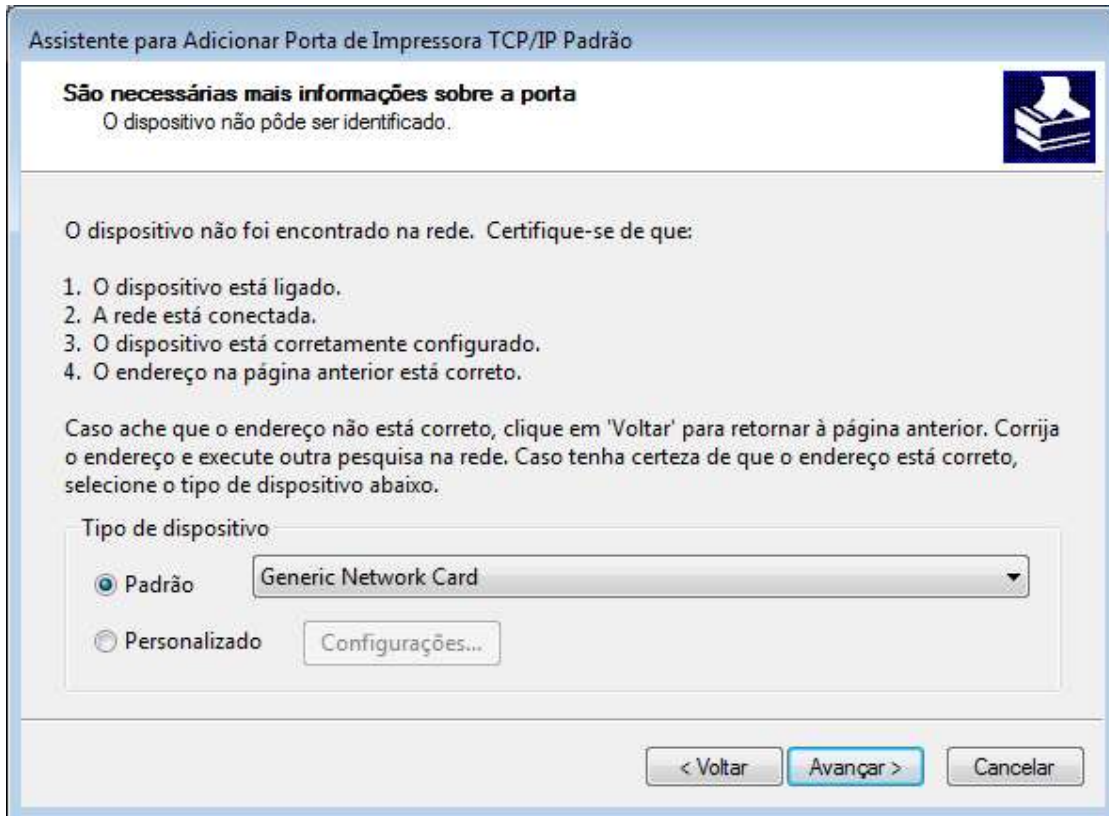 Assistente para Adicionar Porta de Impressora TCP/IP Padrão
São necessárias mais informações sobre a porta
O dispositivo não pôde ser identificado.
O dispositivo não foi encontrado na rede. Certifique-se de que:
1. O dispositivo está ligado.
2. A rede está conectada.
3. O dispositivo está corretamente configurado.
4. O endereço na página anterior está correto.
Caso ache que o endereço não está correto, clique em 'Voltar' para retornar à página anterior. Corrija
o endereço e execute outra pesquisa na rede. Caso tenha certeza de que o endereço está correto,
selecione o tipo de dispositivo abaixo.
Tipo de dispositivo
Padrão Generic Network Card
Personalizado Configurações...
< Voltar Avançar > Cancelar